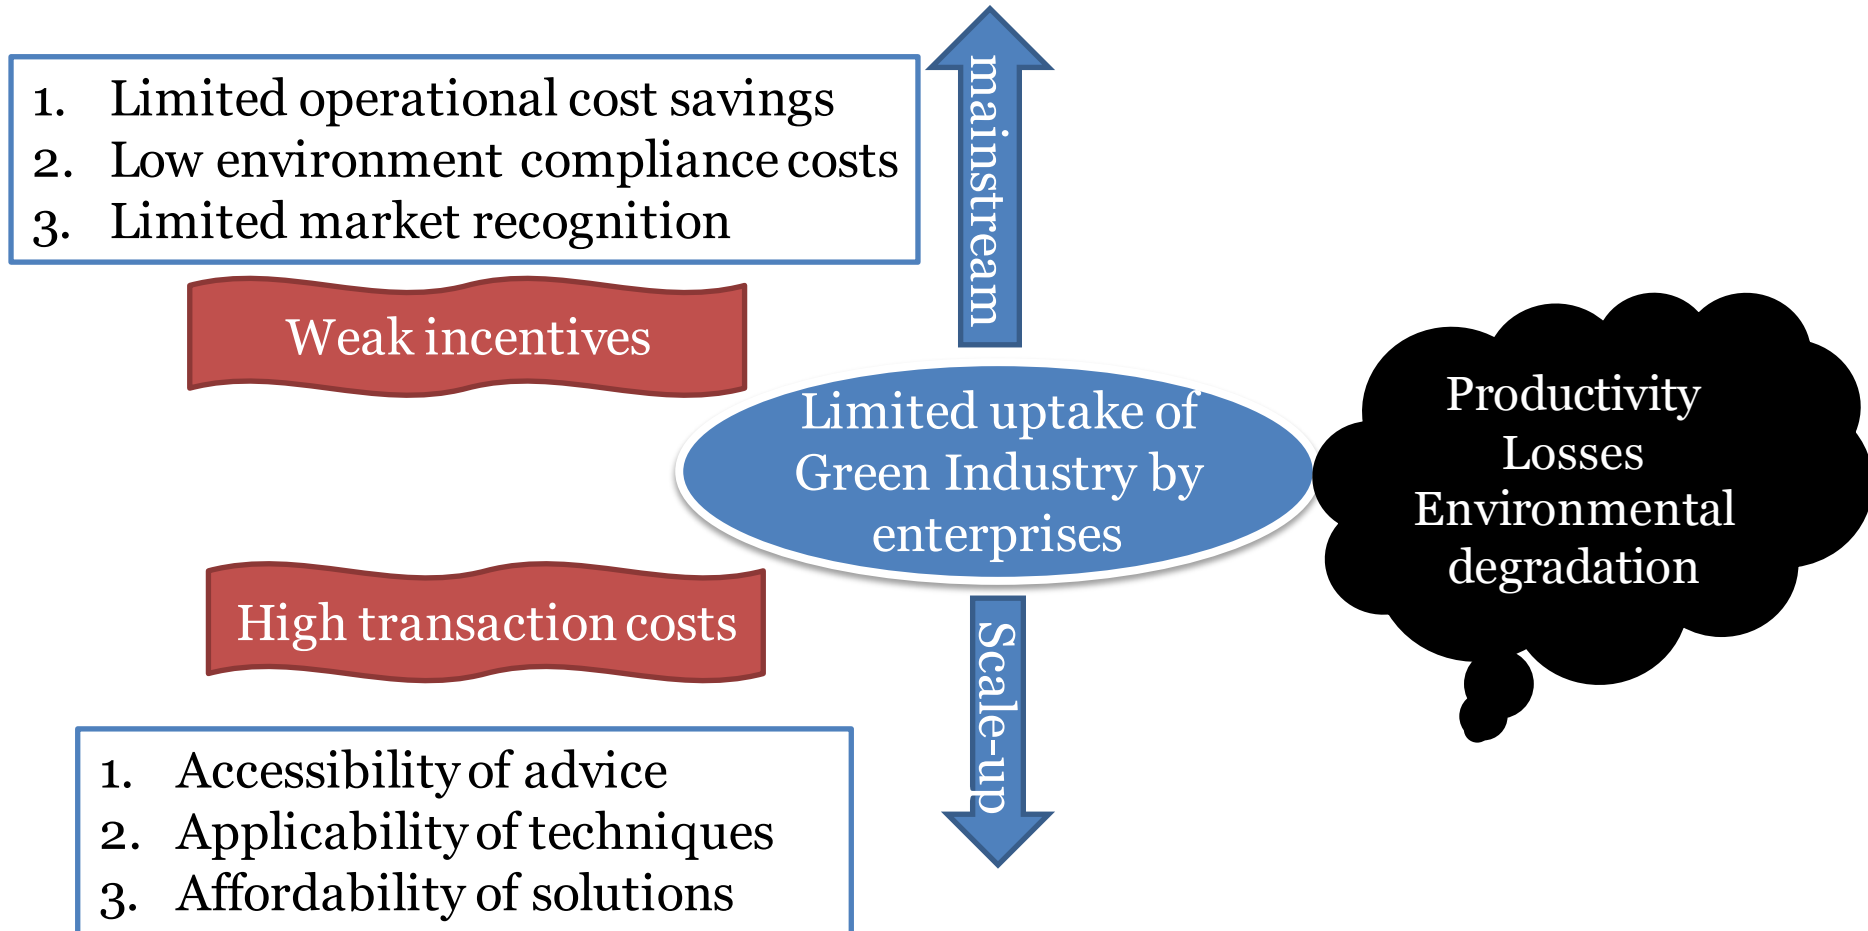 1. Limited operational cost savings
2. Low environment compliance costs
3. Limited market recognition
mainstream
Weak incentives
Limited uptake of
Green Industry by
enterprises
Productivity
Losses
Environmental
degradation
High transaction costs
Scale-up
1. Accessibility of advice
2. Applicability of techniques
3. Affordability of solutions